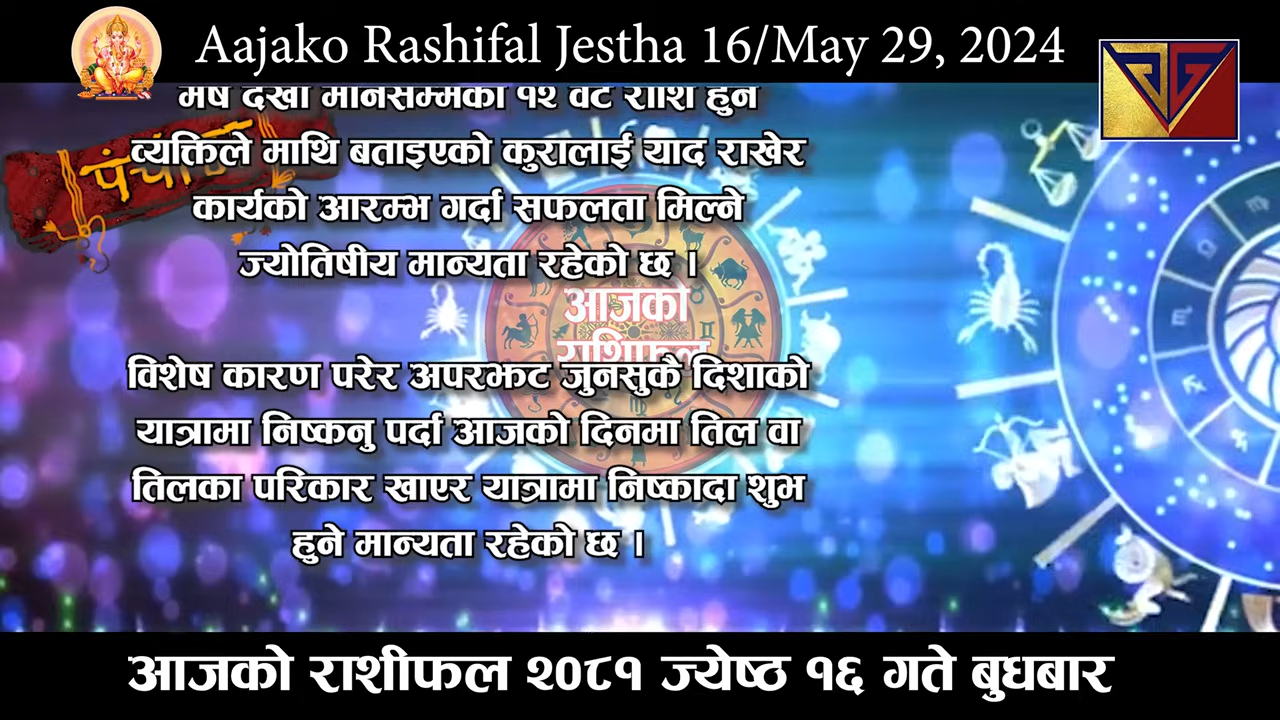 Aajako Rashifal Jestha 16/May 29, 2024
मेष देखी मीनसम्मका १२ वटै राशि हुने
व्यक्तिले माथि बताइएको कुरालाई याद राखेर
कार्यको आरम्भ गर्दा सफलता मिल्ने
ज्योतिषीय मान्यता रहेको छ ।
पंचांग
आजको
राशिफल
विशेष कारण परेर अपरझट जुनसुकै दिशाको
यात्रामा निष्कनु पर्दा आजको दिनमा तिल वा
तिलका परिकार खाएर यात्रामा निष्कादा शुभ
हुने मान्यता रहेको छ ।
आजको राशीफल २०८१ ज्येष्ठ १६ गते बुधबार